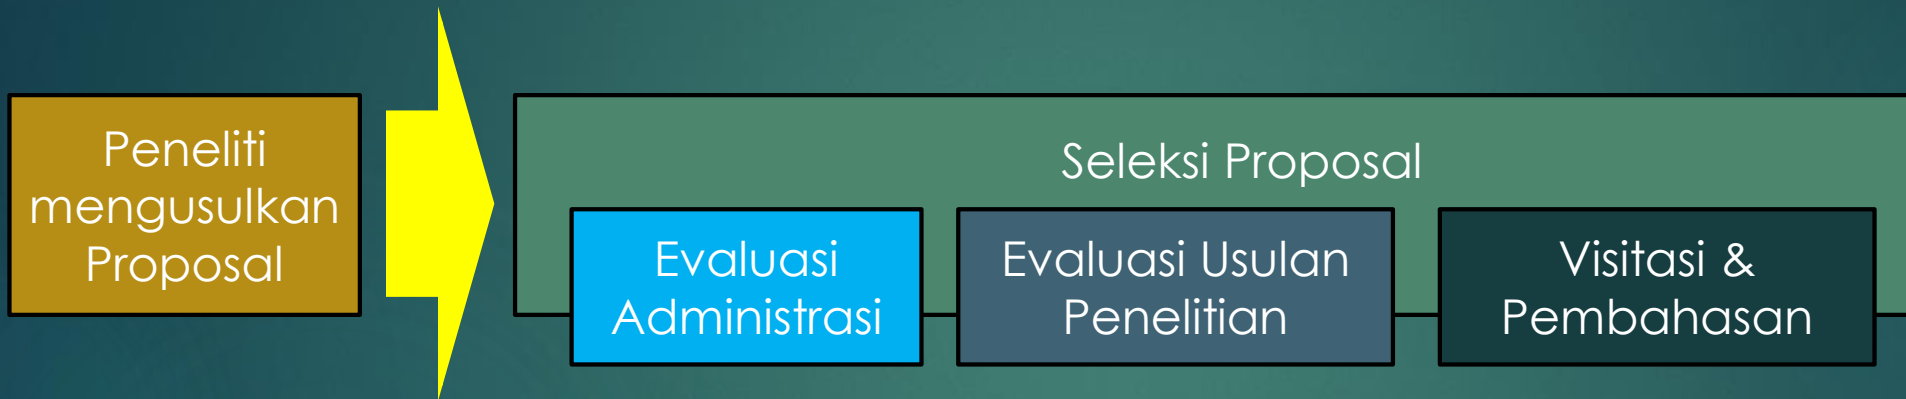 Peneliti
mengusulkan
Proposal
Seleksi Proposal
Evaluasi
Administrasi
Evaluasi Usulan
Penelitian
Visitasi &
Pembahasan